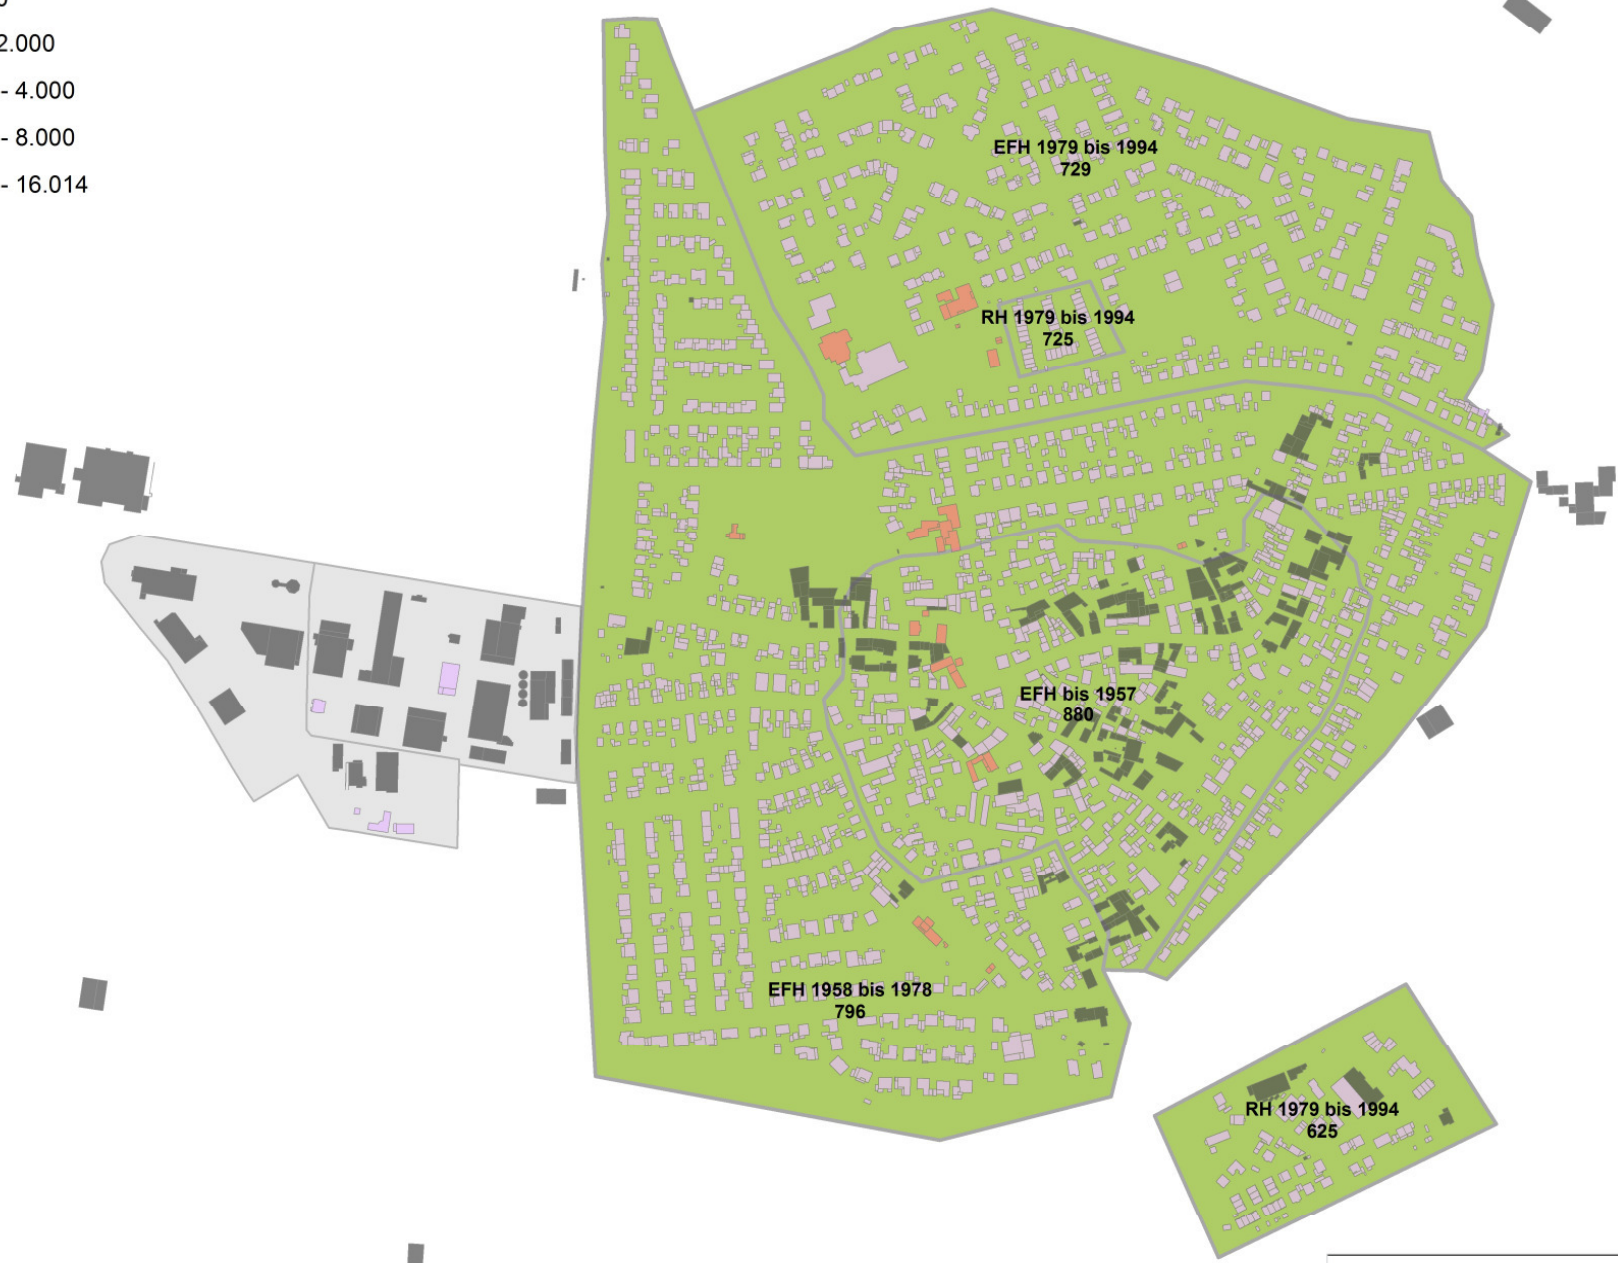 2.000
- 4.000
- 8.000
- 16.014
EFH 1979 bis 1994
729
RH 1979 bis 1994
725
EFH bis 1957
880
EFH 1958 bis 1978
796
RH 1979 bis 1994
625